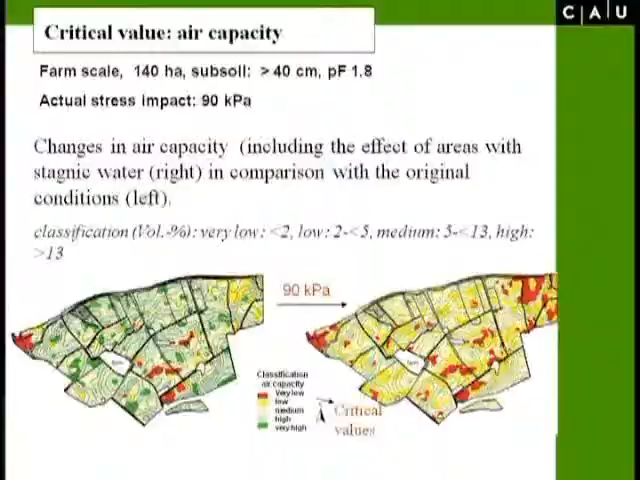 C | A | U
Critical value: air capacity
Farm scale, 140 ha, subsoil: > 40 cm, pF 1.8
Actual stress impact: 90 kPa
Changes in air capacity (including the effect of areas with
stagnic water (right) in comparison with the original
conditions (left).
classification (Vol.-%): very low: <2, low: 2-<5, medium: 5-<13, high:
>13
90 kPa
Classification
air capacity
Very low
low
medium
high
very high
Critical
values